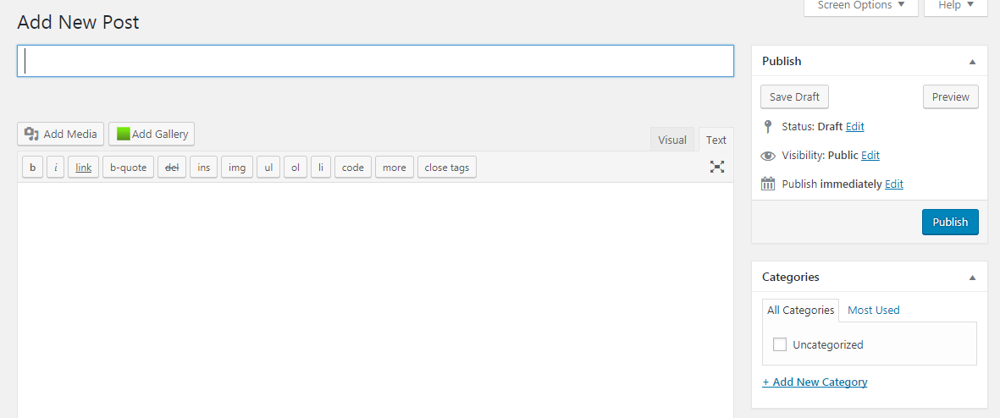 Screen Options ▼ Help ▼
Add New Post
Add Media Add Gallery
Visual Text
b i link b-quote del ins img ul ol li code more close tags
Publish ▲
Save Draft Preview
Status: Draft Edit
Visibility: Public Edit
Publish immediately Edit
Publish
Categories ▲
All Categories Most Used
Uncategorized
+ Add New Category